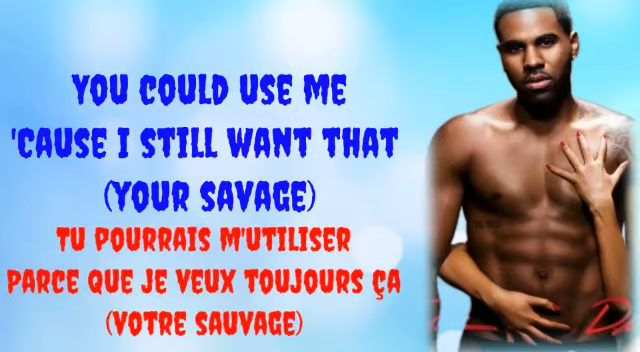 YOU COULD USE ME
'CAUSE I STILL WANT THAT
(YOUR SAVAGE)
TU POURRAIS M'UTILISER
PARCE QUE JE VEUX TOUJOURS ÇA
(VOTRE SAUVAGE)